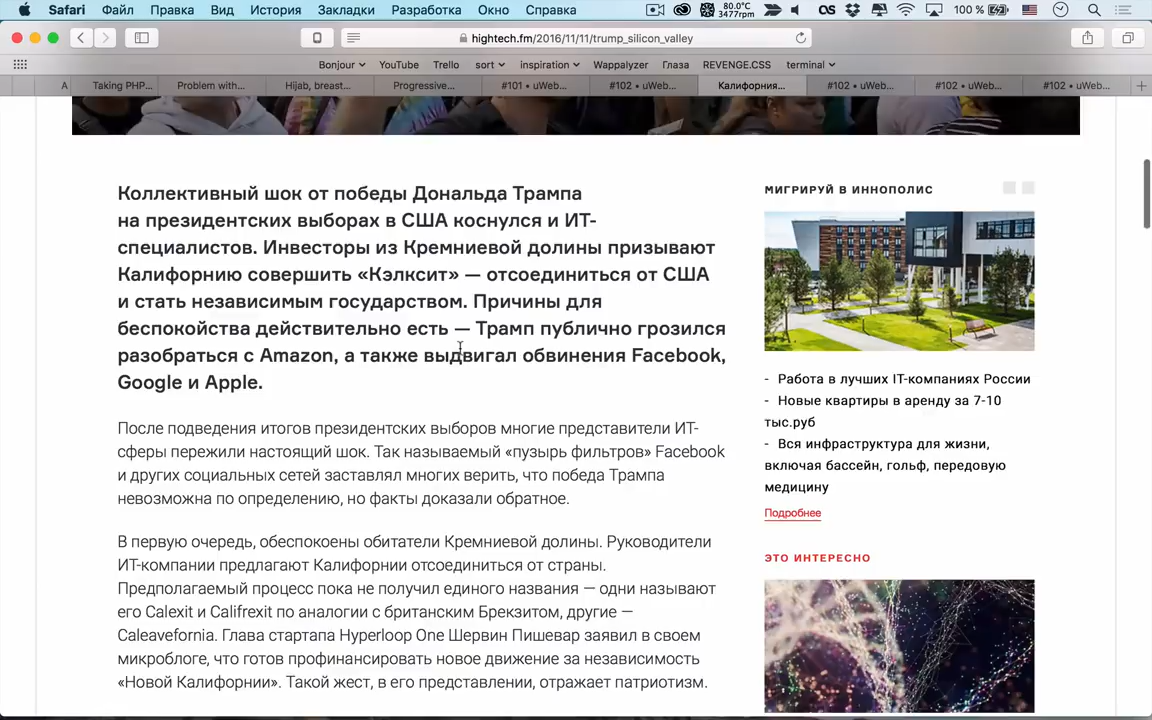 Safari Файл Правка Вид История Закладки Разработка Окно Справка 80.0°C 3477rpm 100 %
hightech.fm/2016/11/11/trump_silicon_valley
Bonjour YouTube Trello sort inspiration Wappalyzer Глаза REVENGE.CSS terminal
A Taking PHP... Problem with... Hijab, breast... Progressive... #101 • uWeb... #102 • uWeb... Калифорния... #102 • uWeb... #102 • uWeb... #102 • uWeb...
Коллективный шок от победы Дональда Трампа
на президентских выборах в США коснулся и ИТ-
специалистов. Инвесторы из Кремниевой долины призывают
Калифорнию совершить «Кэлксит» — отсоединиться от США
и стать независимым государством. Причины для
беспокойства действительно есть — Трамп публично грозился
разобраться с Amazon, а также выдвигал обвинения Facebook,
Google и Apple.
После подведения итогов президентских выборов многие представители ИТ-
сферы пережили настоящий шок. Так называемый «пузырь фильтров» Facebook
и других социальных сетей заставлял многих верить, что победа Трампа
невозможна по определению, но факты доказали обратное.
В первую очередь, обеспокоены обитатели Кремниевой долины. Руководители
ИТ-компании предлагают Калифорнии отсоединиться от страны.
Предполагаемый процесс пока не получил единого названия — одни называют
его Calexit и Califrexit по аналогии с британским Брекзитом, другие —
Caleavefornia. Глава стартапа Hyperloop One Шервин Пишевар заявил в своем
микроблоге, что готов профинансировать новое движение за независимость
«Новой Калифорнии». Такой жест, в его представлении, отражает патриотизм.
МИГРИРУЙ В ИННОПОЛИС
- Работа в лучших IT-компаниях России
- Новые квартиры в аренду за 7-10
тыс.руб
- Вся инфраструктура для жизни,
включая бассейн, гольф, передовую
медицину
Подробнее
ЭТО ИНТЕРЕСНО